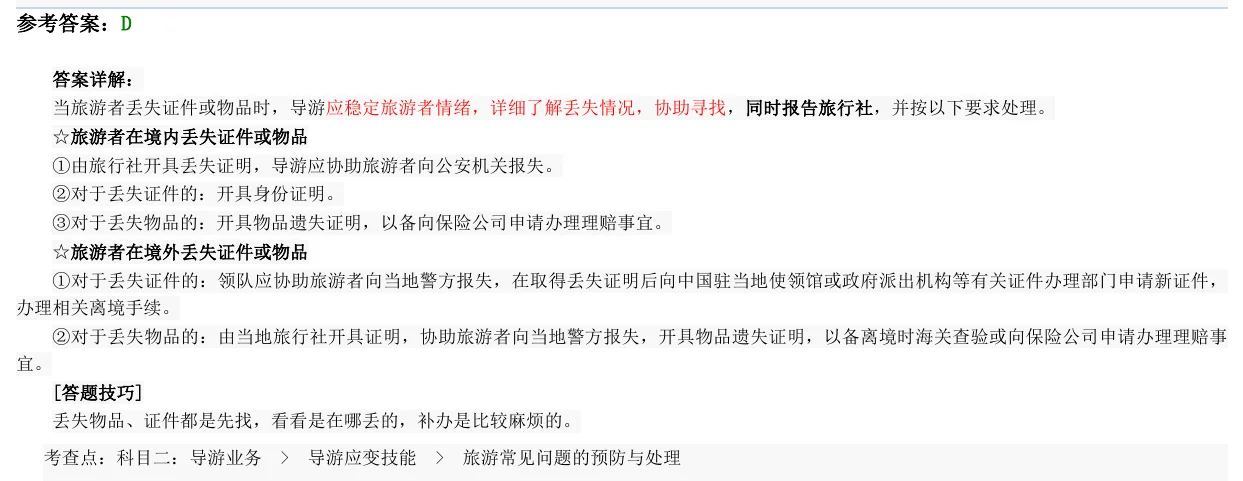 参考答案：D
答案详解：
当旅游者丢失证件或物品时，导游应稳定旅游者情绪，详细了解丢失情况，协助寻找，同时报告旅行社，并按以下要求处理。
☆旅游者在境内丢失证件或物品
①由旅行社开具丢失证明，导游应协助旅游者向公安机关报失。
②对于丢失证件的：开具身份证明。
③对于丢失物品的：开具物品遗失证明，以备向保险公司申请办理理赔事宜。
☆旅游者在境外丢失证件或物品
①对于丢失证件的：领队应协助旅游者向当地警方报失，在取得丢失证明后向中国驻当地使领馆或政府派出机构等有关证件办理部门申请新证件，
办理相关离境手续。
②对于丢失物品的：由当地旅行社开具证明，协助旅游者向当地警方报失，开具物品遗失证明，以备离境时海关查验或向保险公司申请办理理赔事
宜。
[答题技巧]
丢失物品、证件都是先找，看看是在哪丢的，补办是比较麻烦的。
考查点：科目二：导游业务 > 导游应变技能 > 旅游常见问题的预防与处理